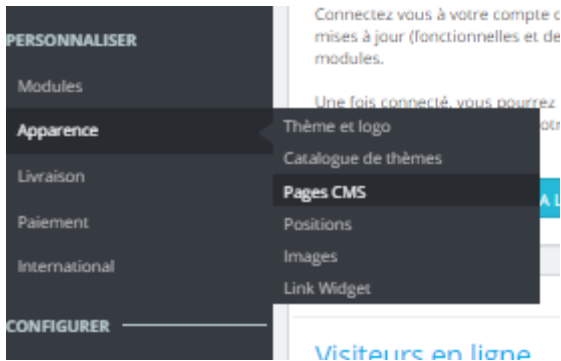 PERSONNALISER
Modules
Apparence
Livraison
Paiement
International
CONFIGURER
Connectez vous à votre compte
mises à jour (fonctionnelles et de
modules.
Une fois connecté, vous pourrez
Thème et logo
Catalogue de thèmes
Pages CMS
Positions
Images
Link Widget
Visiteurs en ligne